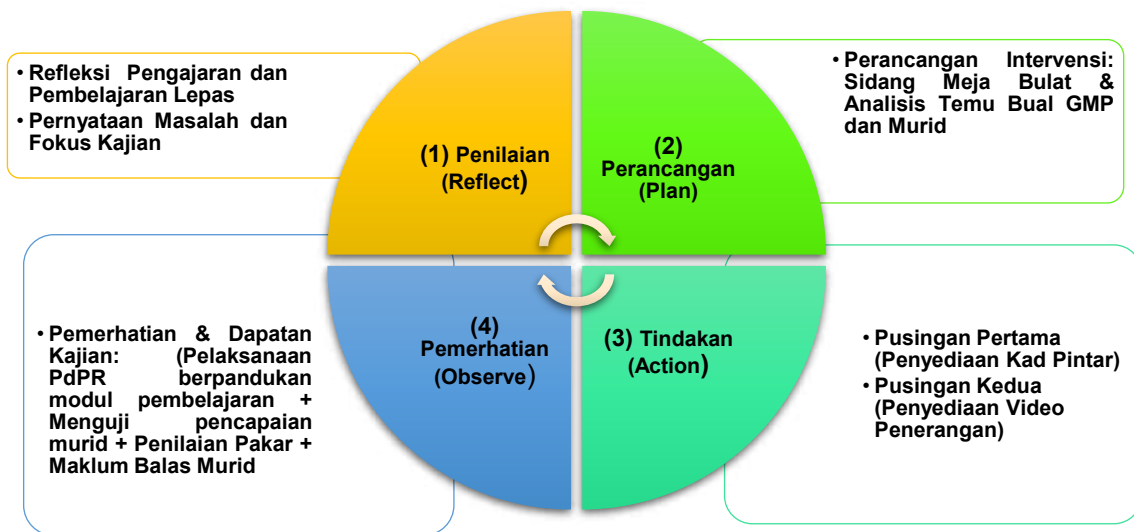 • Refleksi Pengajaran dan
Pembelajaran Lepas
• Pernyataan Masalah dan
Fokus Kajian
(1) Penilaian
(Reflect)
(2)
Perancangan
(Plan)
• Perancangan Intervensi:
Sidang Meja Bulat &
Analisis Temu Bual GMP
dan Murid
• Pemerhatian & Dapatan
Kajian: (Pelaksanaan
PdPR berpandukan
modul pembelajaran +
Menguji pencapaian
murid + Penilaian Pakar +
Maklum Balas Murid
(4)
Pemerhatian
(Observe)
(3) Tindakan
(Action)
• Pusingan Pertama
(Penyediaan Kad Pintar)
• Pusingan Kedua
(Penyediaan Video
Penerangan)